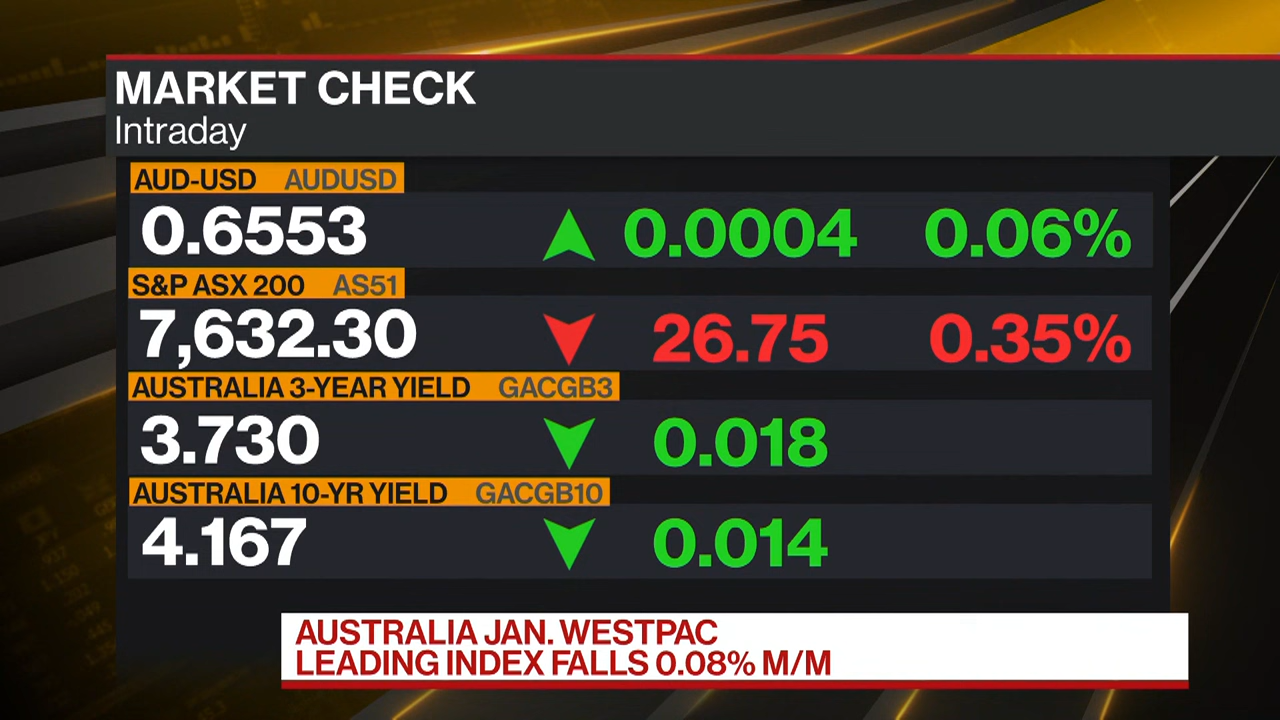 MARKET CHECK
Intraday
AUD-USD AUDUSD
0.6553 0.0004 0.06%
S&P ASX 200 AS51
7,632.30 26.75 0.35%
AUSTRALIA 3-YEAR YIELD GACGB3
3.730 0.018
AUSTRALIA 10-YR YIELD GACGB10
4.167 0.014
AUSTRALIA JAN. WESTPAC
LEADING INDEX FALLS 0.08% M/M